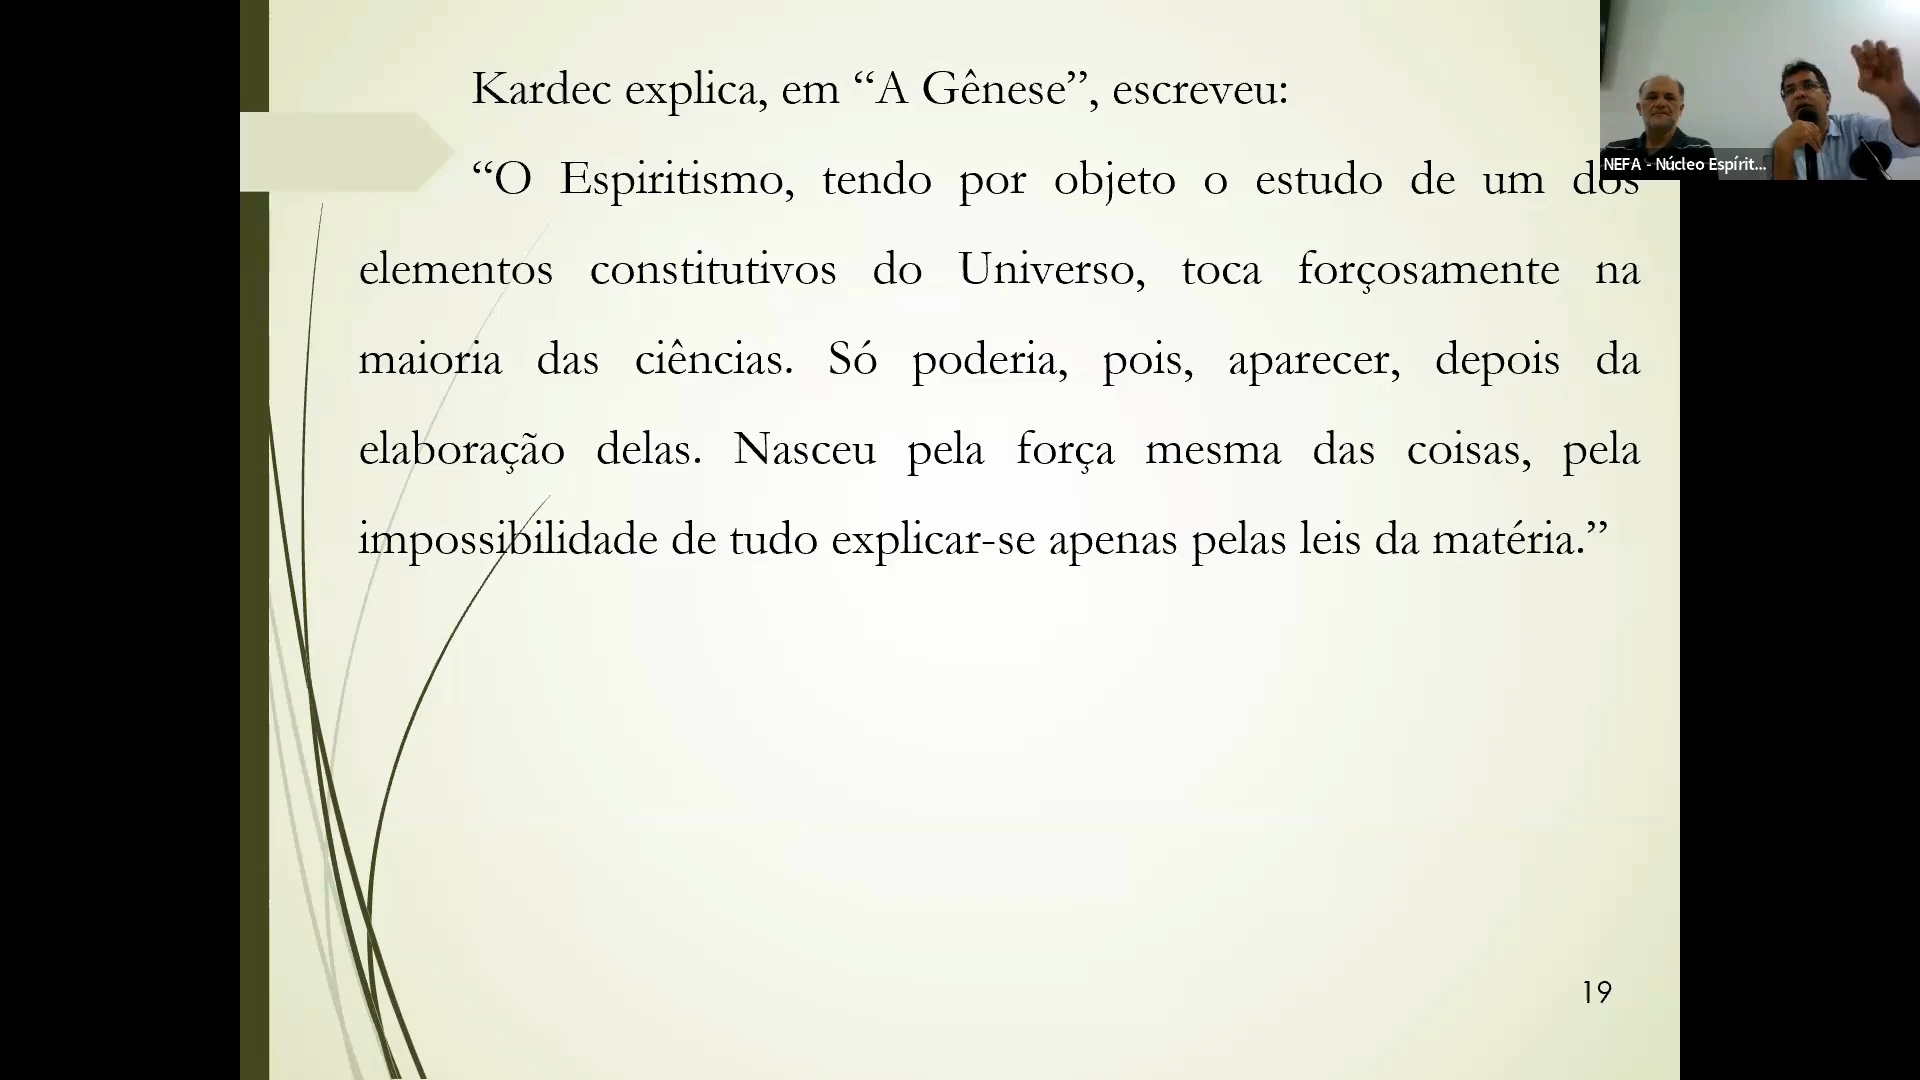 Kardec explica, em “A Gênese”, escreveu:
“O Espiritismo, tendo por objeto o estudo de um dos
elementos constitutivos do Universo, toca forçosamente na
maioria das ciências. Só poderia, pois, aparecer, depois da
elaboração delas. Nasceu pela força mesma das coisas, pela
impossibilidade de tudo explicar-se apenas pelas leis da matéria.”
NEFA - Núcleo Espírit...
19